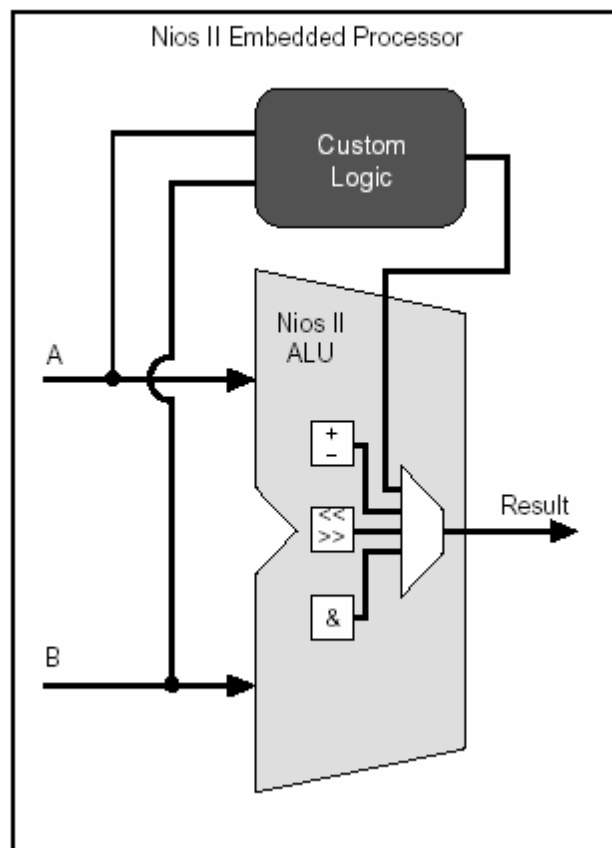 Nios II Embedded Processor
Custom
Logic
Nios II
ALU
A
+
−
<<
>>
Result
&
B